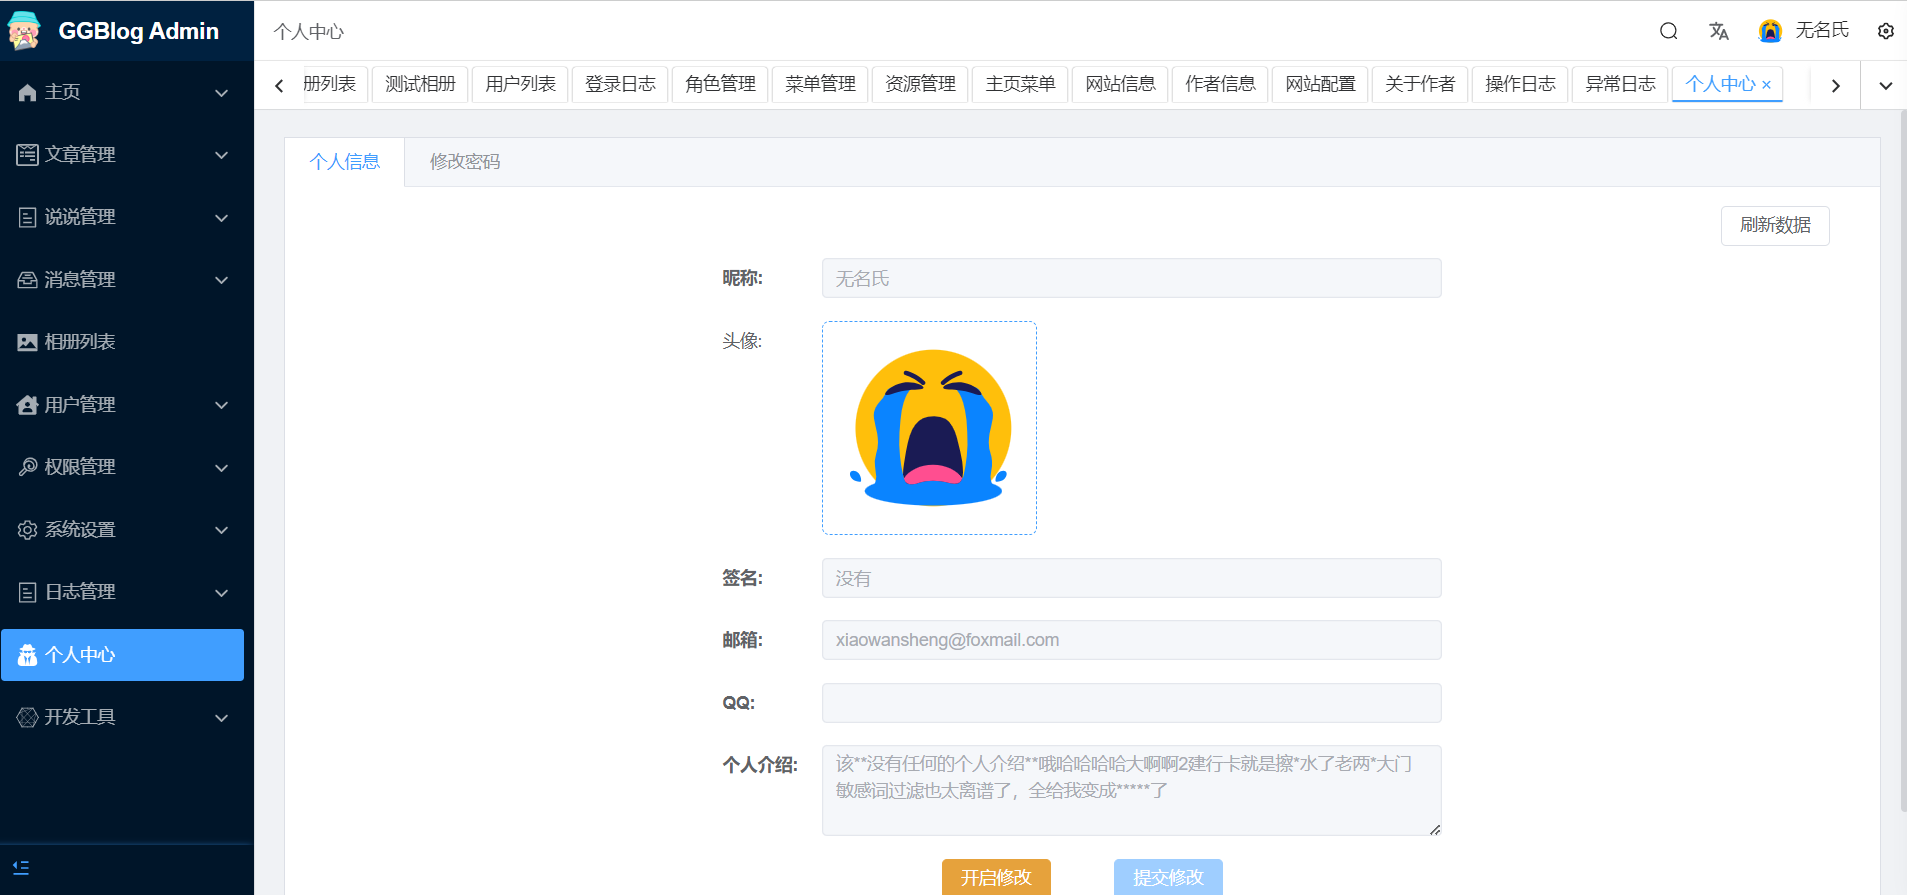 GGBlog Admin
个人中心
无名氏
主页
文章管理
说说管理
消息管理
相册列表
用户管理
权限管理
系统设置
日志管理
个人中心
开发工具
册列表
测试相册
用户列表
登录日志
角色管理
菜单管理
资源管理
主页菜单
网站信息
作者信息
网站配置
关于作者
操作日志
异常日志
个人中心 ×
个人信息
修改密码
刷新数据
昵称:
无名氏
头像:
签名:
没有
邮箱:
xiaowansheng@foxmail.com
QQ:
个人介绍:
该**没有任何的个人介绍**哦哈哈哈哈大啊啊2建行卡就是擦*水了老两*大门
敏感词过滤也太离谱了，全给我变成*****了
开启修改
提交修改